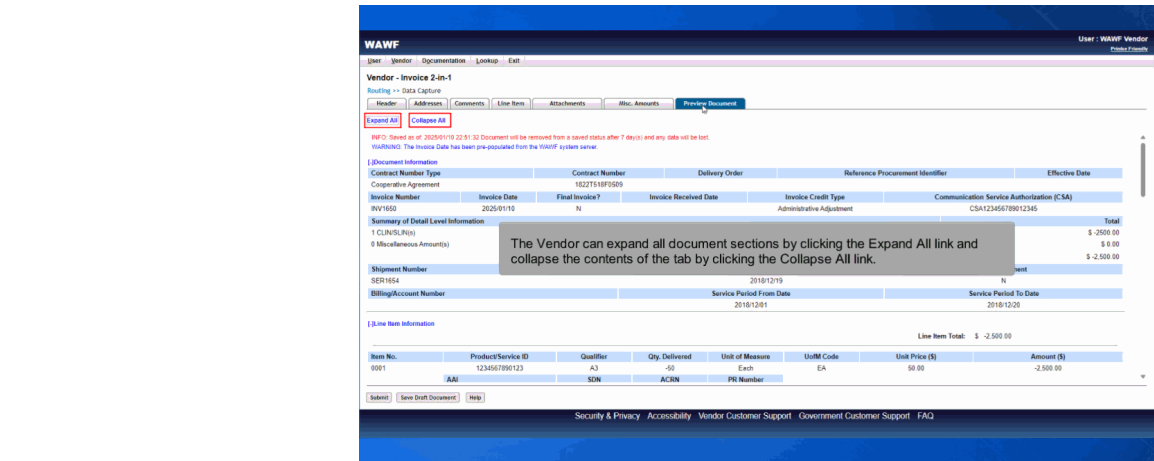 User : WAWF Vendor
WAWF
Printer Friendly
User Vendor Documentation Lookup Exit
Vendor - Invoice 2-in-1
Routing >> Data Capture
Header Addresses Comments Line Item Attachments Misc. Amounts Preview Document
Expand All Collapse All
INFO: Saved as of: 2025/01/10 22:51:32 Document will be removed from a saved status after 7 day(s) and any data will be lost.
WARNING: The Invoice Date has been pre-populated from the WAWF system server.
[-]Document Information
Contract Number Type Contract Number Delivery Order Reference Procurement Identifier Effective Date
Cooperative Agreement 1822T518F0509
Invoice Number Invoice Date Final Invoice? Invoice Received Date Invoice Credit Type Communication Service Authorization (CSA)
INV1650 2025/01/10 N Administrative Adjustment CSA123456789012345
Summary of Detail Level Information Total
1 CLIN/SLIN(s) $ -2500.00
0 Miscellaneous Amount(s) $ 0.00
$ -2,500.00
The Vendor can expand all document sections by clicking the Expand All link and
collapse the contents of the tab by clicking the Collapse All link.
Shipment Number
SER1654 2018/12/19 N
Billing/Account Number Service Period From Date Service Period To Date
2018/12/01 2018/12/20
[-]Line Item Information
Line Item Total: $ -2,500.00
Item No. Product/Service ID Qualifier Qty. Delivered Unit of Measure UofM Code Unit Price ($) Amount ($)
0001 1234567890123 A3 -50 Each EA 50.00 -2,500.00
AAI SDN ACRN PR Number
Submit Save Draft Document Help
Security & Privacy Accessibility Vendor Customer Support Government Customer Support FAQ